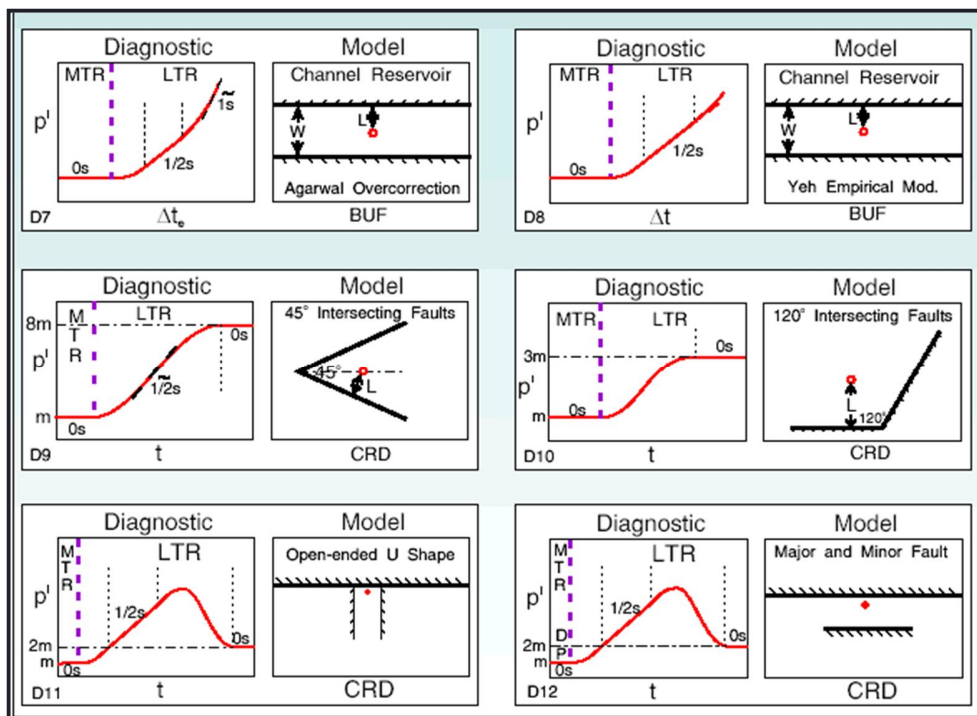 Diagnostic Model
MTR LTR
p'
0s
1/2s
~1s
D7
Δtₑ
Channel Reservoir
W
L
Agarwal Overcorrection
BUF
Diagnostic Model
MTR LTR
p'
0s
1/2s
D8
Δt
Channel Reservoir
W
L
Yeh Empirical Mod.
BUF
Diagnostic Model
M
T
R
LTR
8m
p'
m
0s
~1/2s
0s
D9
t
45° Intersecting Faults
45°
L
CRD
Diagnostic Model
MTR LTR
3m
p'
m
0s
0s
D10
t
120° Intersecting Faults
L
120°
CRD
Diagnostic Model
M
T
R
LTR
p'
2m
m
0s
1/2s
0s
D11
t
Open-ended U Shape
CRD
Diagnostic Model
M
T
R
D
P
LTR
p'
2m
m
0s
1/2s
0s
D12
t
Major and Minor Fault
CRD